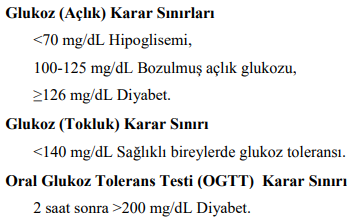 Glukoz (Açlık) Karar Sınırları
<70 mg/dL Hipoglisemi,
100-125 mg/dL Bozulmuş açlık glukozu,
≥126 mg/dL Diyabet.
Glukoz (Tokluk) Karar Sınırı
<140 mg/dL Sağlıklı bireylerde glukoz toleransı.
Oral Glukoz Tolerans Testi (OGTT) Karar Sınırı
2 saat sonra >200 mg/dL Diyabet.